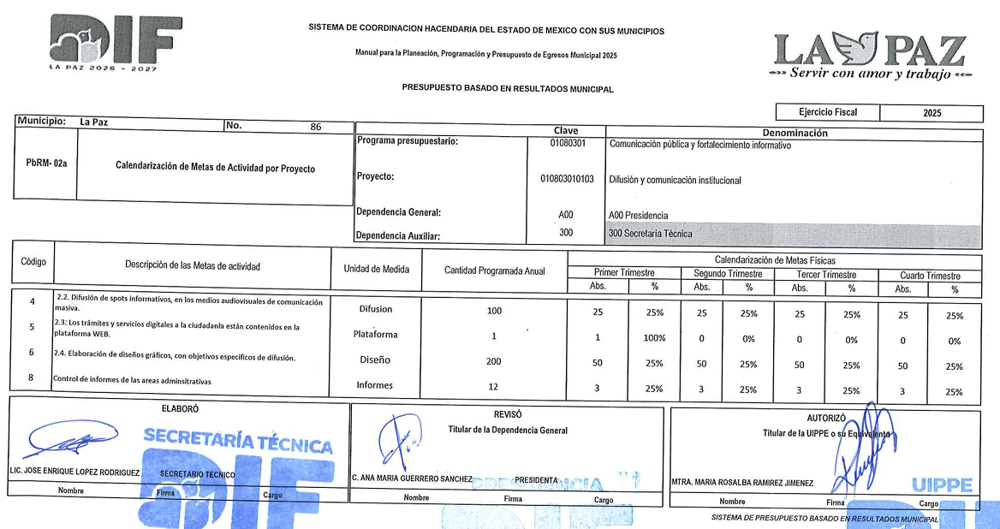 DIF
LA PAZ 2025 - 2027
SISTEMA DE COORDINACION HACENDARIA DEL ESTADO DE MEXICO CON SUS MUNICIPIOS
Manual para la Planeación, Programación y Presupuesto de Egresos Municipal 2025
PRESUPUESTO BASADO EN RESULTADOS MUNICIPAL
LA PAZ
Servir con amor y trabajo
Ejercicio Fiscal 2025
Municipio: La Paz No. 86
PbRM- 02a Calendarización de Metas de Actividad por Proyecto
Clave Denominación
Programa presupuestario: 01080301 Comunicación pública y fortalecimiento informativo
Proyecto: 010803010103 Difusión y comunicación institucional
Dependencia General: A00 A00 Presidencia
Dependencia Auxiliar: 300 300 Secretaría Técnica
Código Descripción de las Metas de actividad Unidad de Medida Cantidad Programada Anual Calendarización de Metas Físicas
Primer Trimestre Segundo Trimestre Tercer Trimestre Cuarto Trimestre
Abs. % Abs. % Abs. % Abs. %
4 2.2. Difusión de spots informativos, en los medios audiovisuales de comunicación masiva. Difusion 100 25 25% 25 25% 25 25% 25 25%
5 2.3. Los trámites y servicios digitales a la ciudadanía están contenidos en la plataforma WEB. Plataforma 1 1 100% 0 0% 0 0% 0 0%
6 2.4. Elaboración de diseños gráficos, con objetivos específicos de difusión. Diseño 200 50 25% 50 25% 50 25% 50 25%
8 Control de informes de las areas adminsitrativas Informes 12 3 25% 3 25% 3 25% 3 25%
ELABORÓ
SECRETARÍA TÉCNICA
DIF
LIC. JOSE ENRIQUE LOPEZ RODRIGUEZ SECRETARIO TECNICO
Nombre Firma Cargo
REVISÓ
Titular de la Dependencia General
C. ANA MARIA GUERRERO SANCHEZ PRESIDENTA
PRESIDENCIA
Nombre Firma Cargo
AUTORIZÓ
Titular de la UIPPE o su Equivalente
MTRA. MARIA ROSALBA RAMIREZ JIMENEZ
UIPPE
Nombre Firma Cargo
SISTEMA DE PRESUPUESTO BASADO EN RESULTADOS MUNICIPAL